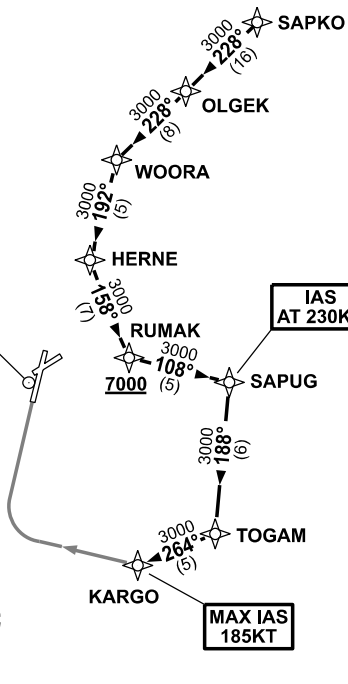 SAPKO
3000
228°
(16)
OLGEK
3000
228°
(8)
WOORA
3000
192°
(5)
HERNE
3000
158°
(7)
RUMAK
7000
3000
108°
(5)
IAS
AT 230K
SAPUG
3000
188°
(6)
TOGAM
3000
264°
(5)
KARGO
MAX IAS
185KT